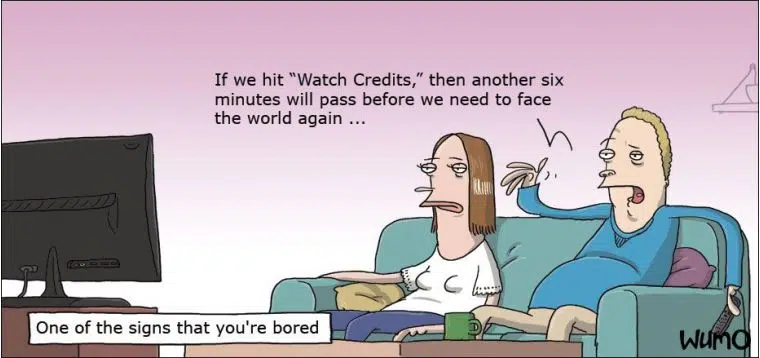 If we hit “Watch Credits,” then another six
minutes will pass before we need to face
the world again ...
One of the signs that you're bored
WUMO